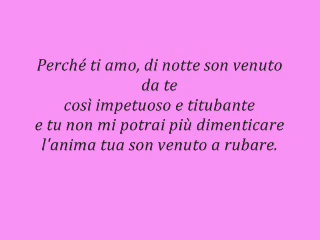 Perché ti amo, di notte son venuto
da te
così impetuoso e titubante
e tu non mi potrai più dimenticare
l'anima tua son venuto a rubare.